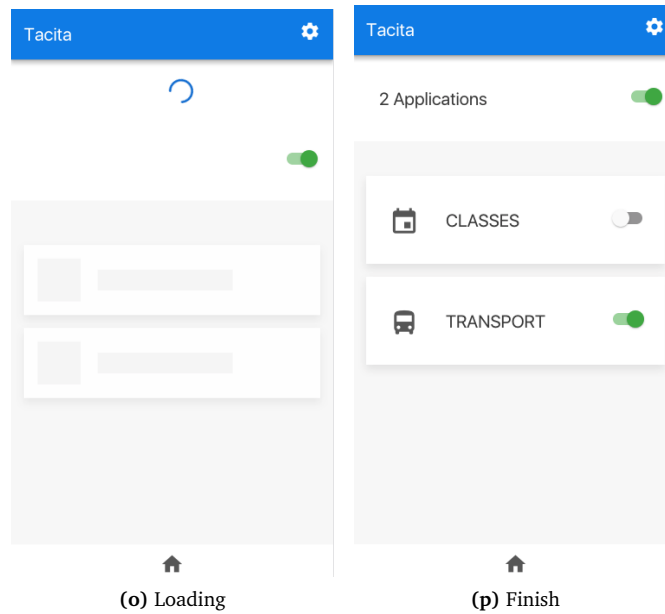 Tacita
(o) Loading
Tacita
2 Applications
CLASSES
TRANSPORT
(p) Finish